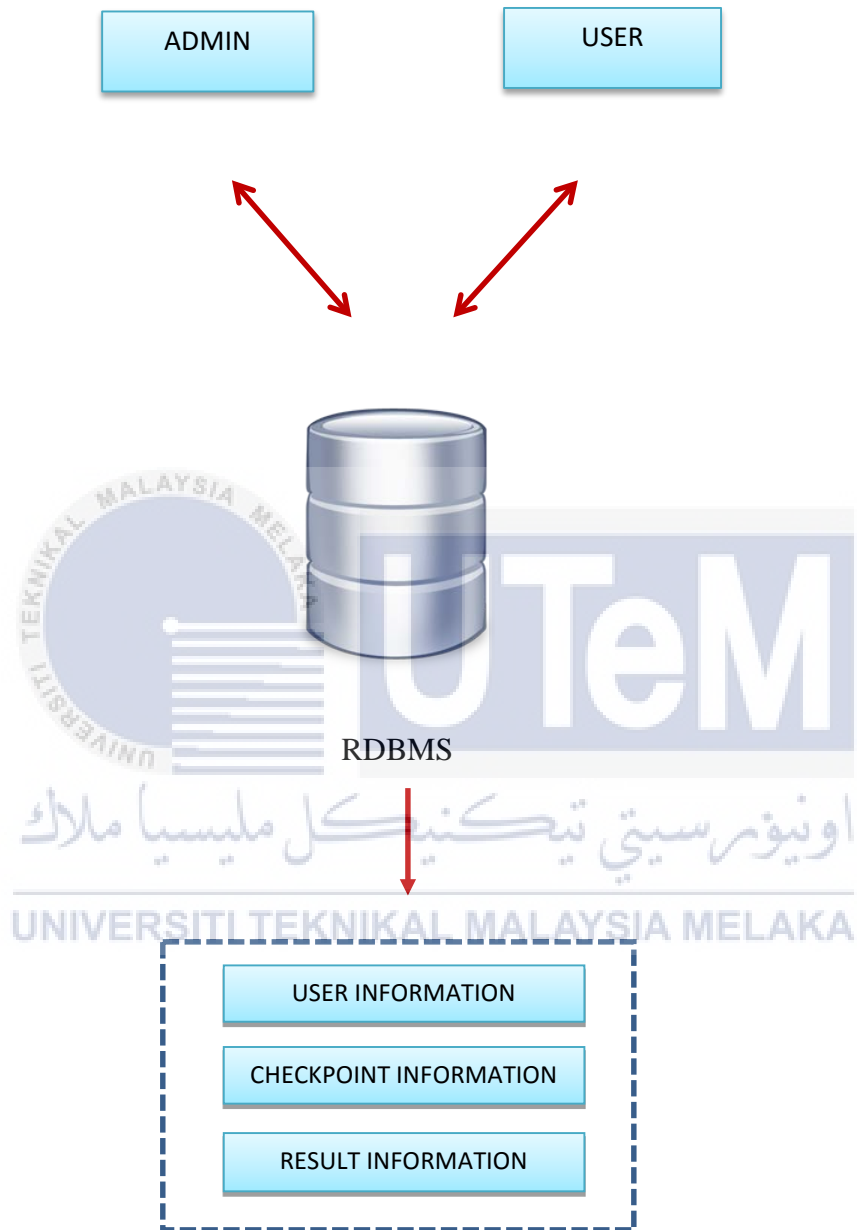 ADMIN
USER
UNIVERSITI TEKNIKAL MALAYSIA MELAKA
UTeM
RDBMS
اونيۏرسيتي تيكنيكل مليسيا ملاك
UNIVERSITI TEKNIKAL MALAYSIA MELAKA
USER INFORMATION
CHECKPOINT INFORMATION
RESULT INFORMATION